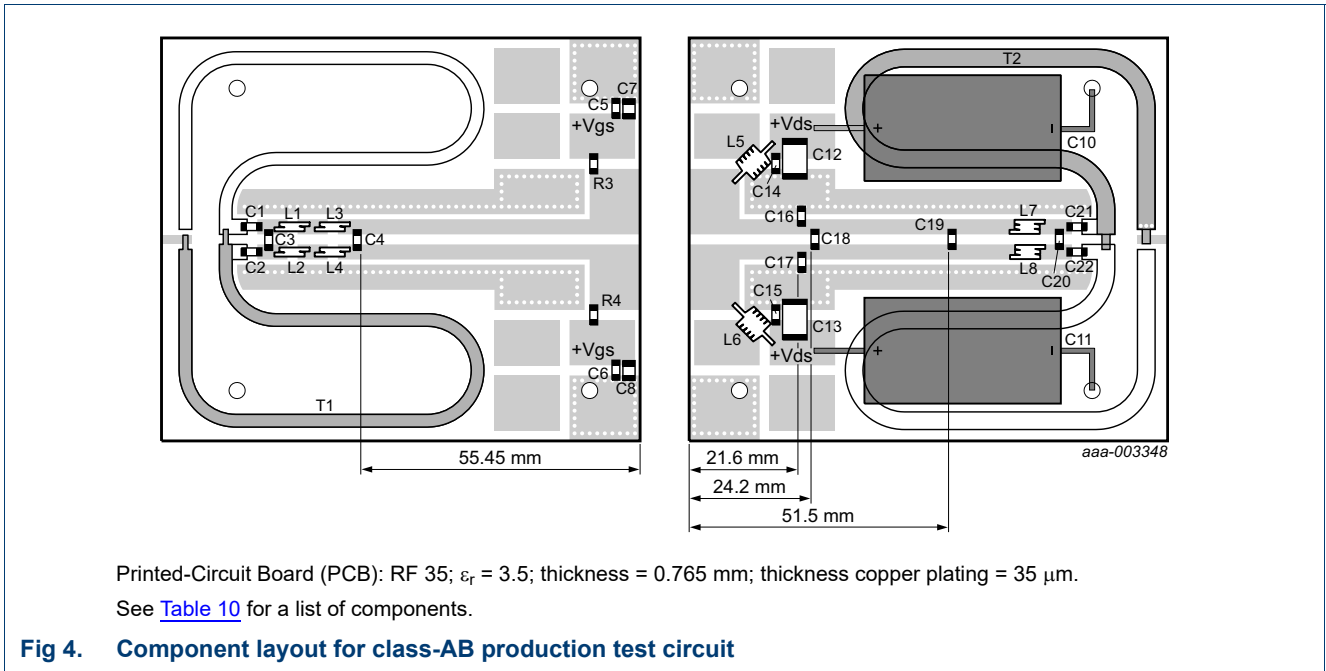 T2
C7
C5
+Vgs
+Vds
+
-
C10
L5
C12
C14
R3
C1
L1
L3
C16
C19
L7
C21
C3
C4
C18
C2
L2
L4
C17
L8
C22
C20
C15
R4
C13
L6
+Vgs
+Vds
+
-
C11
C6
C8
T1
aaa-003348
55.45 mm
21.6 mm
24.2 mm
51.5 mm
Printed-Circuit Board (PCB): RF 35; εr = 3.5; thickness = 0.765 mm; thickness copper plating = 35 μm.
See Table 10 for a list of components.
Fig 4. Component layout for class-AB production test circuit